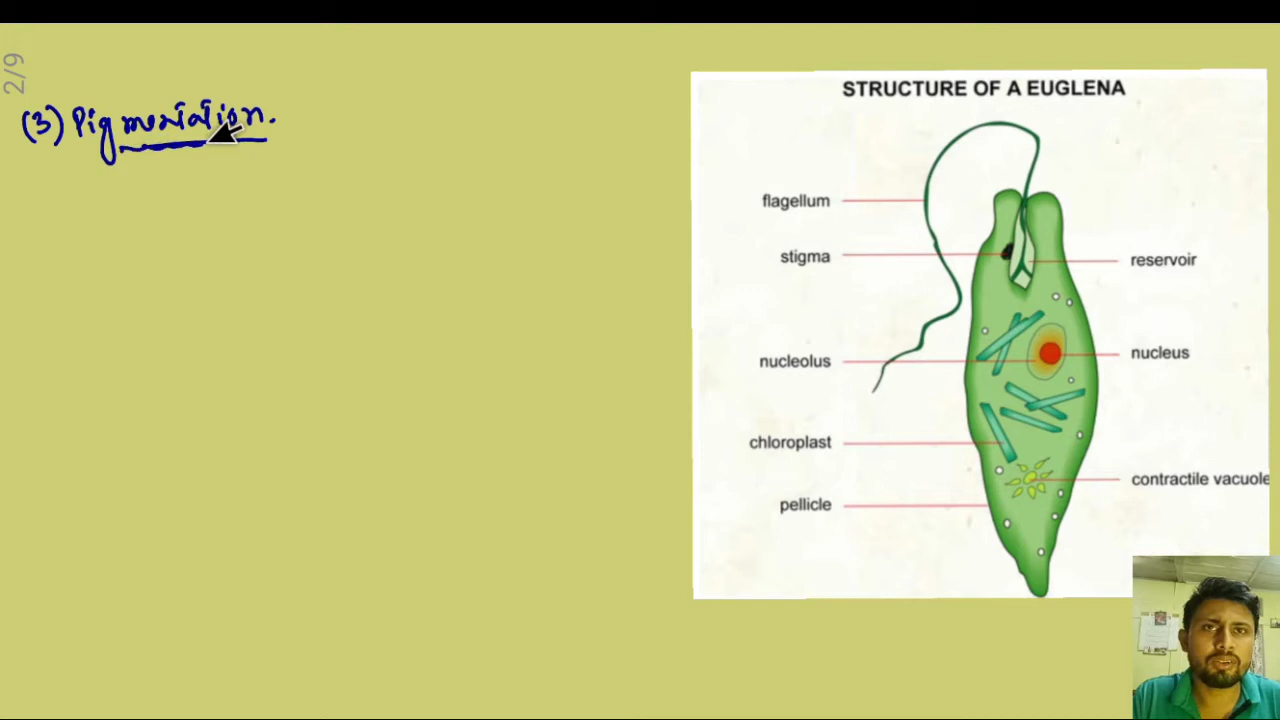 2/9
(3) Pigmentation.
STRUCTURE OF A EUGLENA
flagellum
stigma
reservoir
nucleolus
nucleus
chloroplast
contractile vacuole
pellicle